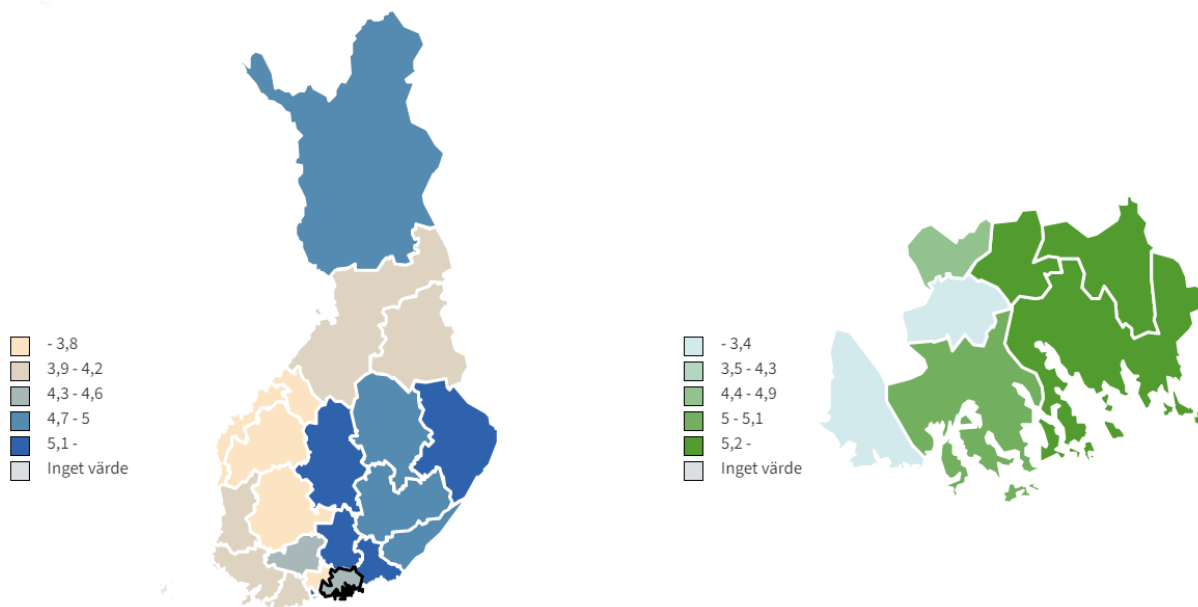 - 3,8
3,9 - 4,2
4,3 - 4,6
4,7 - 5
5,1 -
Inget värde
- 3,4
3,5 - 4,3
4,4 - 4,9
5 - 5,1
5,2 -
Inget värde